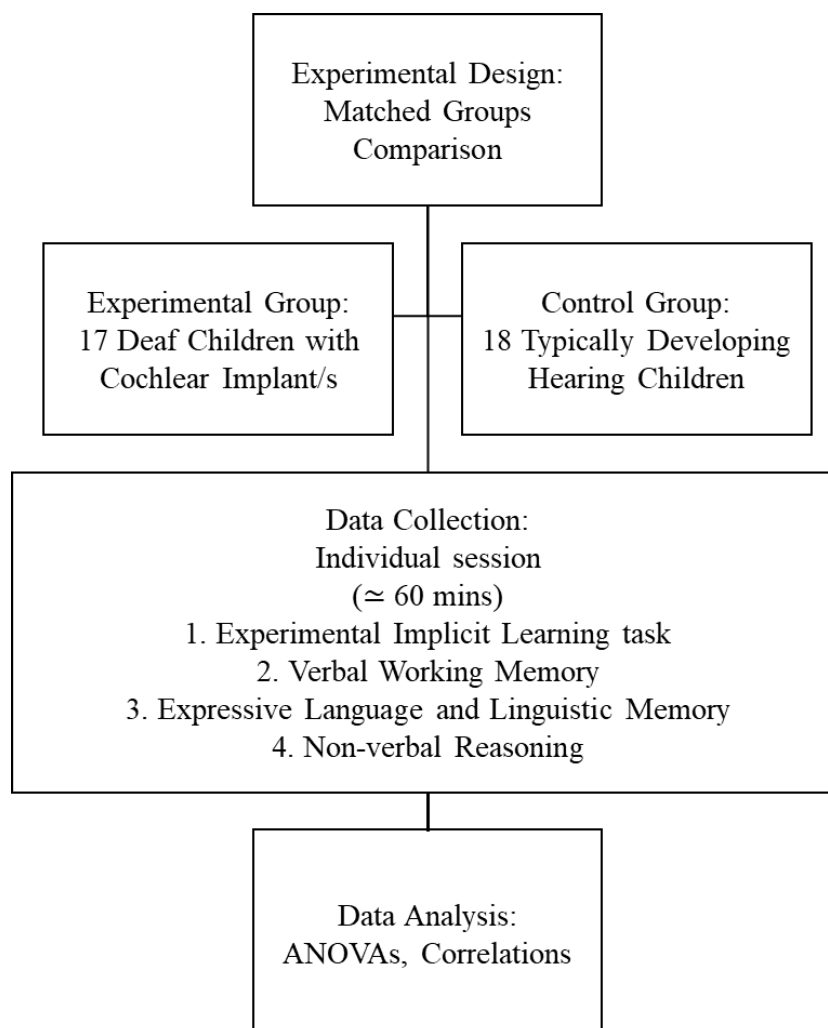 Experimental Design:
Matched Groups
Comparison
Experimental Group:
17 Deaf Children with
Cochlear Implant/s
Control Group:
18 Typically Developing
Hearing Children
Data Collection:
Individual session
(≃ 60 mins)
1. Experimental Implicit Learning task
2. Verbal Working Memory
3. Expressive Language and Linguistic Memory
4. Non-verbal Reasoning
Data Analysis:
ANOVAs, Correlations